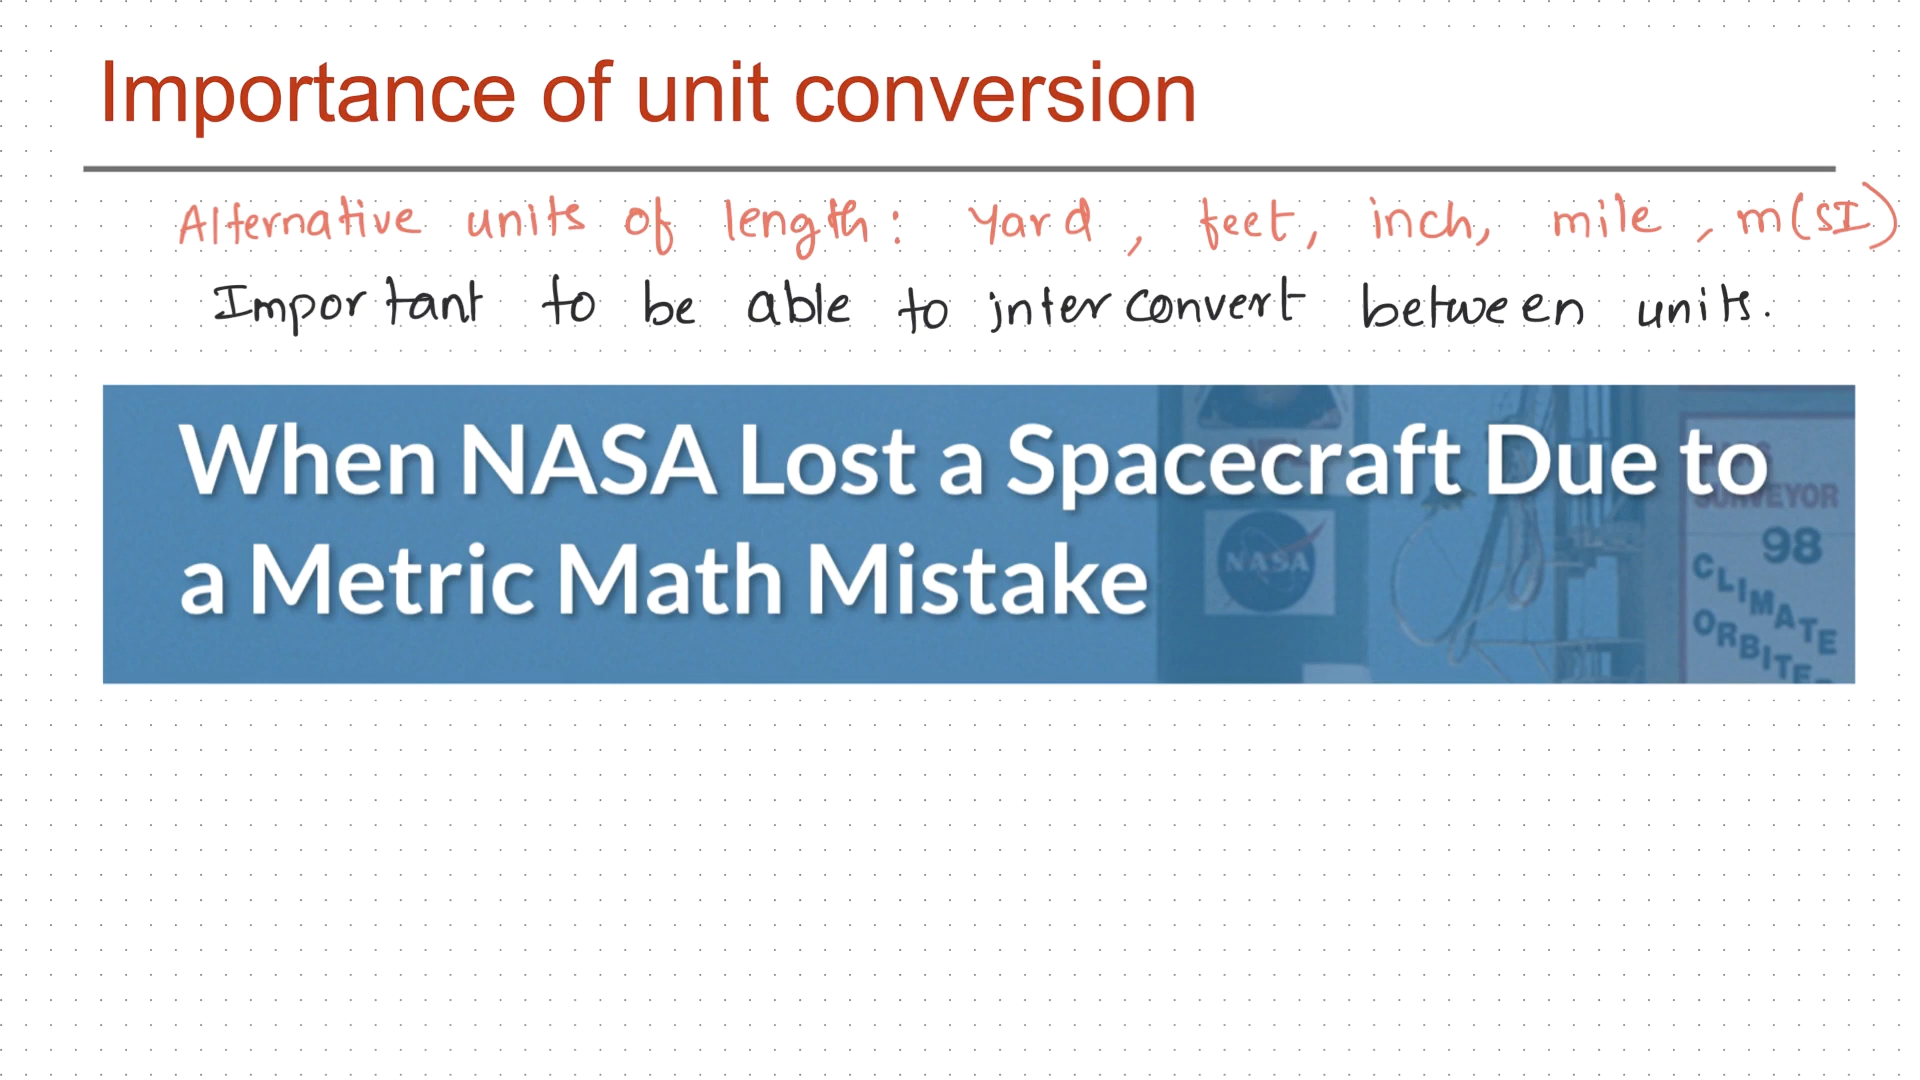 Importance of unit conversion
Alternative units of length: Yard, feet, inch, mile, m(SI)
Important to be able to interconvert between units.
When NASA Lost a Spacecraft Due to
a Metric Math Mistake
NASA
SURVEYOR
98
CLIMATE